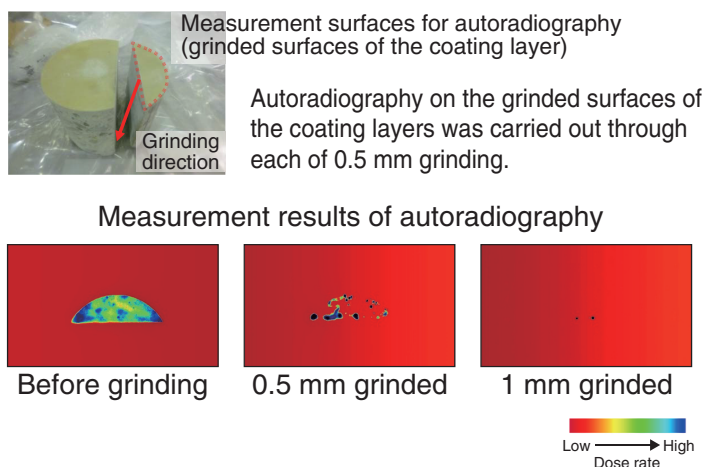 Measurement surfaces for autoradiography
(grinded surfaces of the coating layer)
Grinding
direction
Autoradiography on the grinded surfaces of
the coating layers was carried out through
each of 0.5 mm grinding.
Measurement results of autoradiography
Before grinding
0.5 mm grinded
1 mm grinded
Low
High
Dose rate